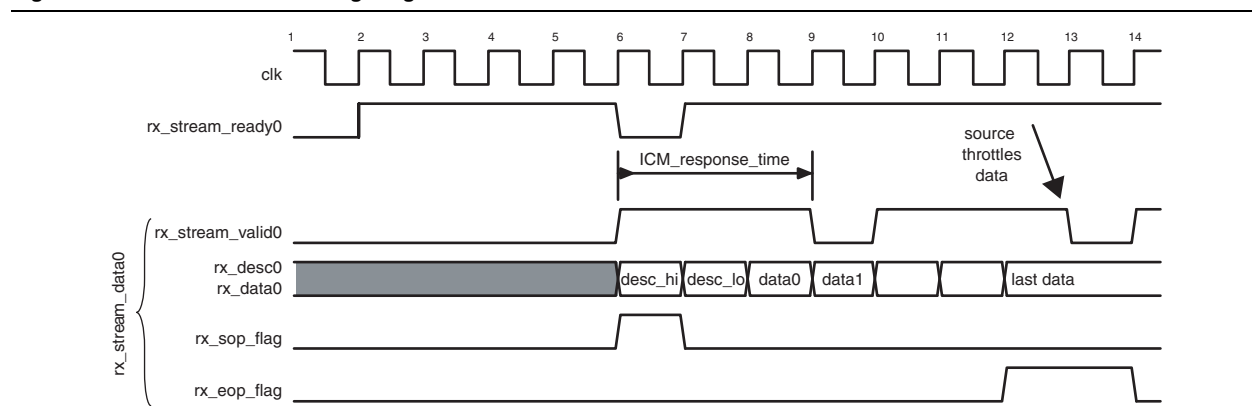 1 2 3 4 5 6 7 8 9 10 11 12 13 14
clk
rx_stream_ready0
ICM_response_time
source
throttles
data
rx_stream_valid0
rx_stream_data0
rx_desc0
rx_data0
desc_hi desc_lo data0 data1 last data
rx_sop_flag
rx_eop_flag